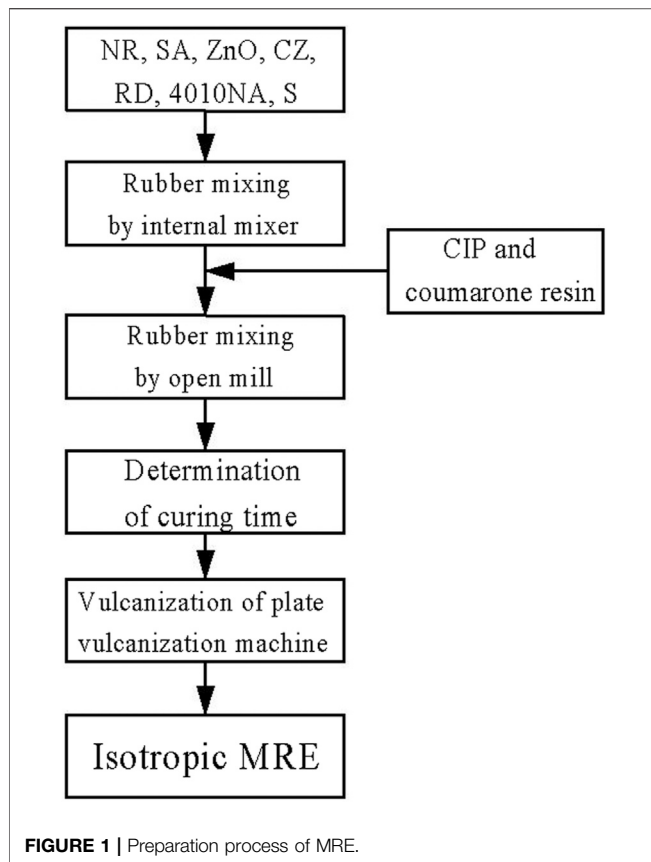 NR, SA, ZnO, CZ,
RD, 4010NA, S
Rubber mixing
by internal mixer
CIP and
coumarone resin
Rubber mixing
by open mill
Determination
of curing time
Vulcanization of plate
vulcanization machine
Isotropic MRE
FIGURE 1 | Preparation process of MRE.